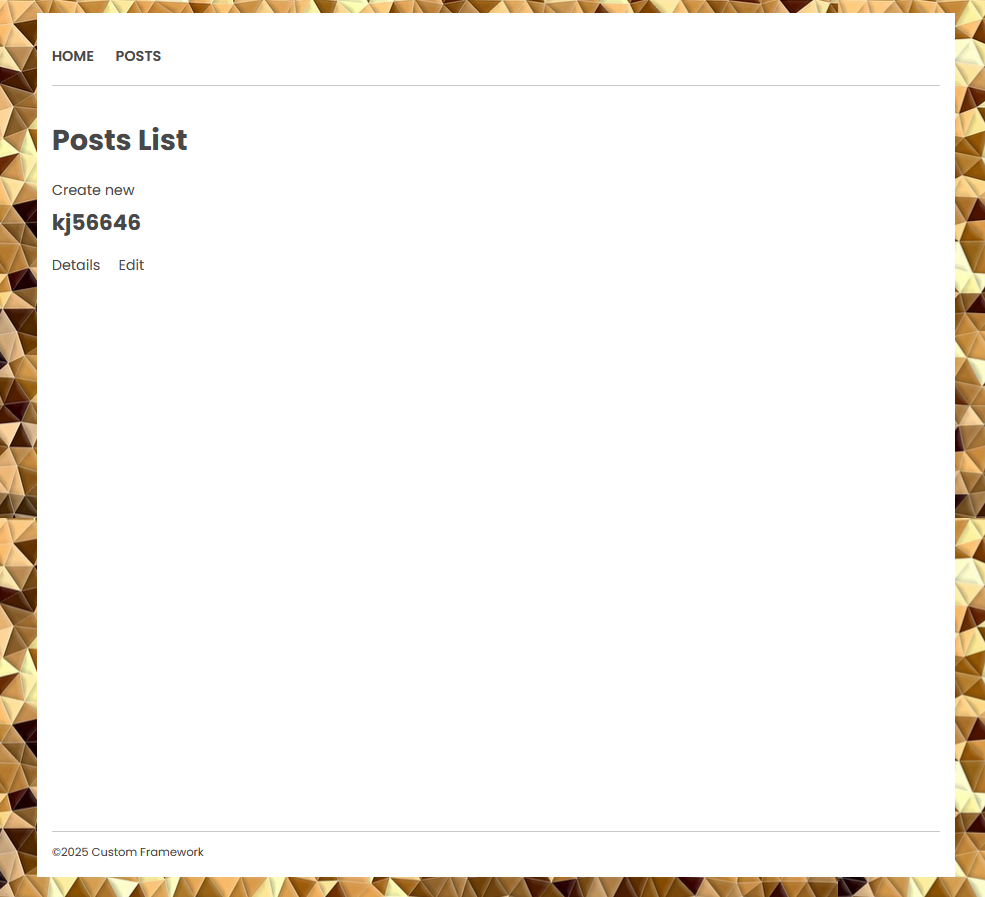 HOME POSTS
Posts List
Create new
kj56646
Details Edit
©2025 Custom Framework